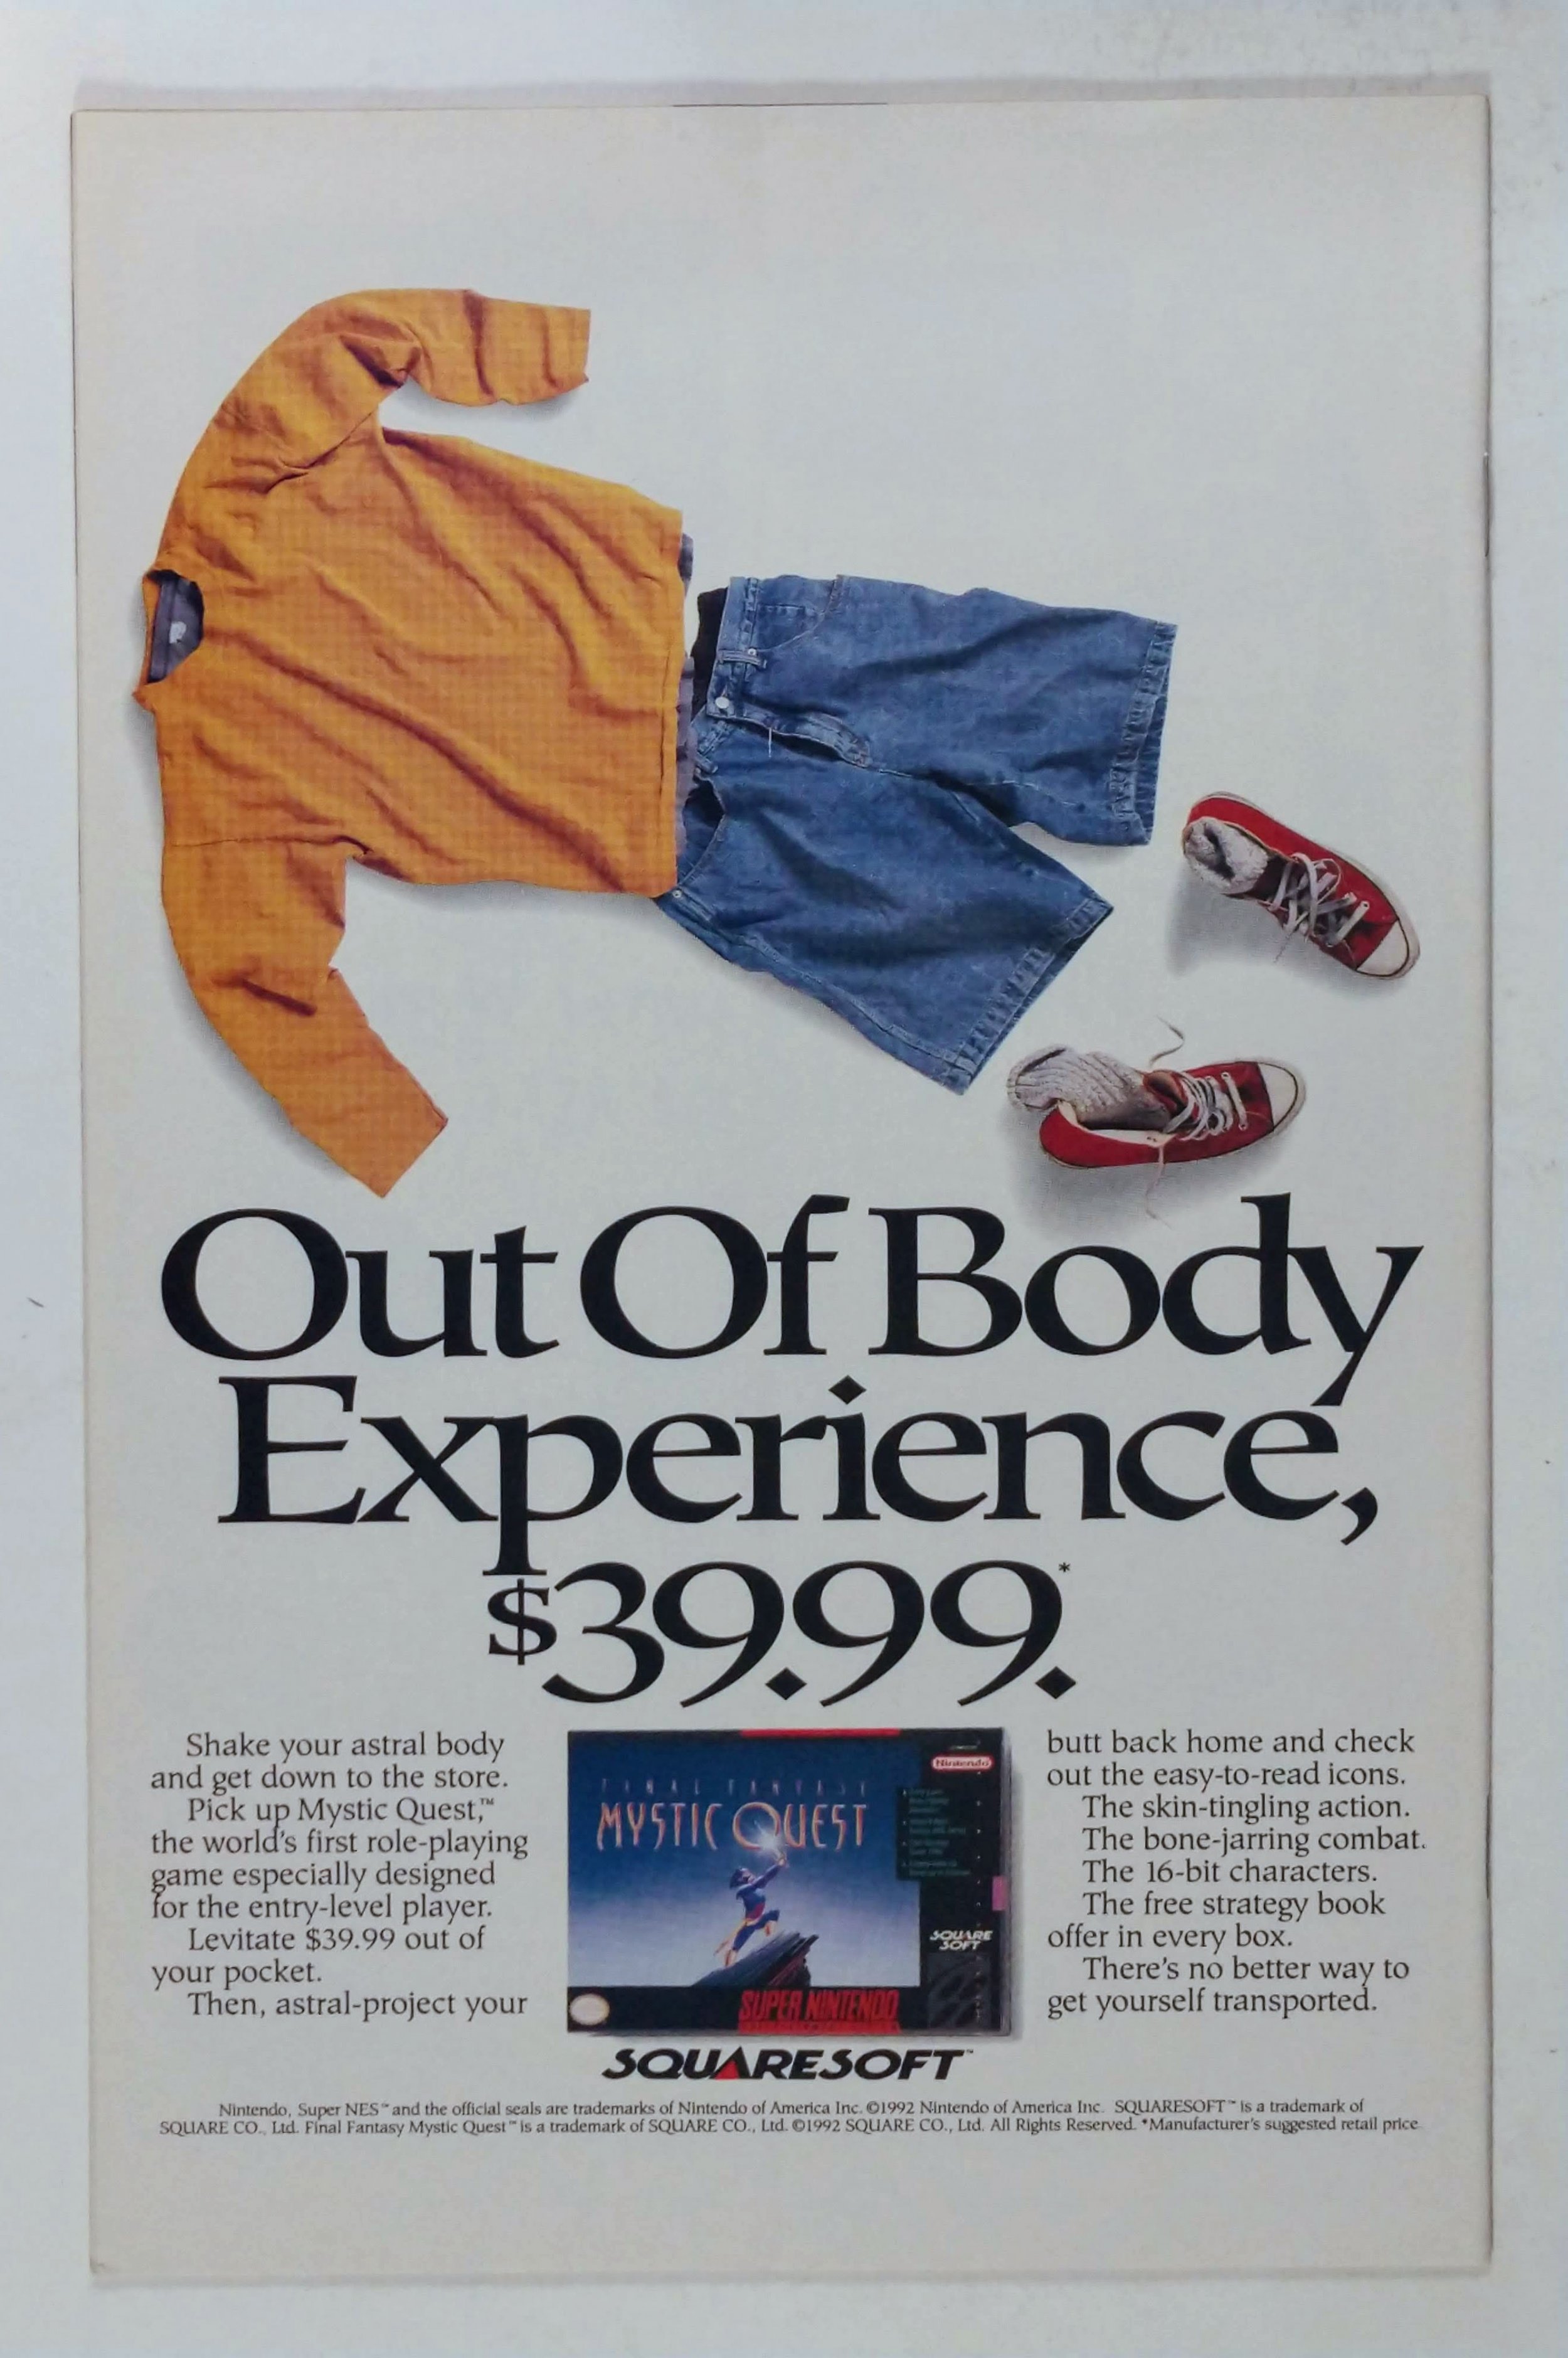 Out Of Body
Experience,
$39.99.*
Shake your astral body
and get down to the store.
Pick up Mystic Quest,™
the world's first role-playing
game especially designed
for the entry-level player.
Levitate $39.99 out of
your pocket.
Then, astral-project your
Nintendo
FINAL FANTASY
MYSTIC QUEST
SQUARE
SOFT
SUPER NINTENDO
butt back home and check
out the easy-to-read icons.
The skin-tingling action.
The bone-jarring combat.
The 16-bit characters.
The free strategy book
offer in every box.
There's no better way to
get yourself transported.
SQUARESOFT™
Nintendo, Super NES™ and the official seals are trademarks of Nintendo of America Inc. ©1992 Nintendo of America Inc. SQUARESOFT™ is a trademark of
SQUARE CO., Ltd. Final Fantasy Mystic Quest™ is a trademark of SQUARE CO., Ltd. ©1992 SQUARE CO., Ltd. All Rights Reserved. *Manufacturer's suggested retail price